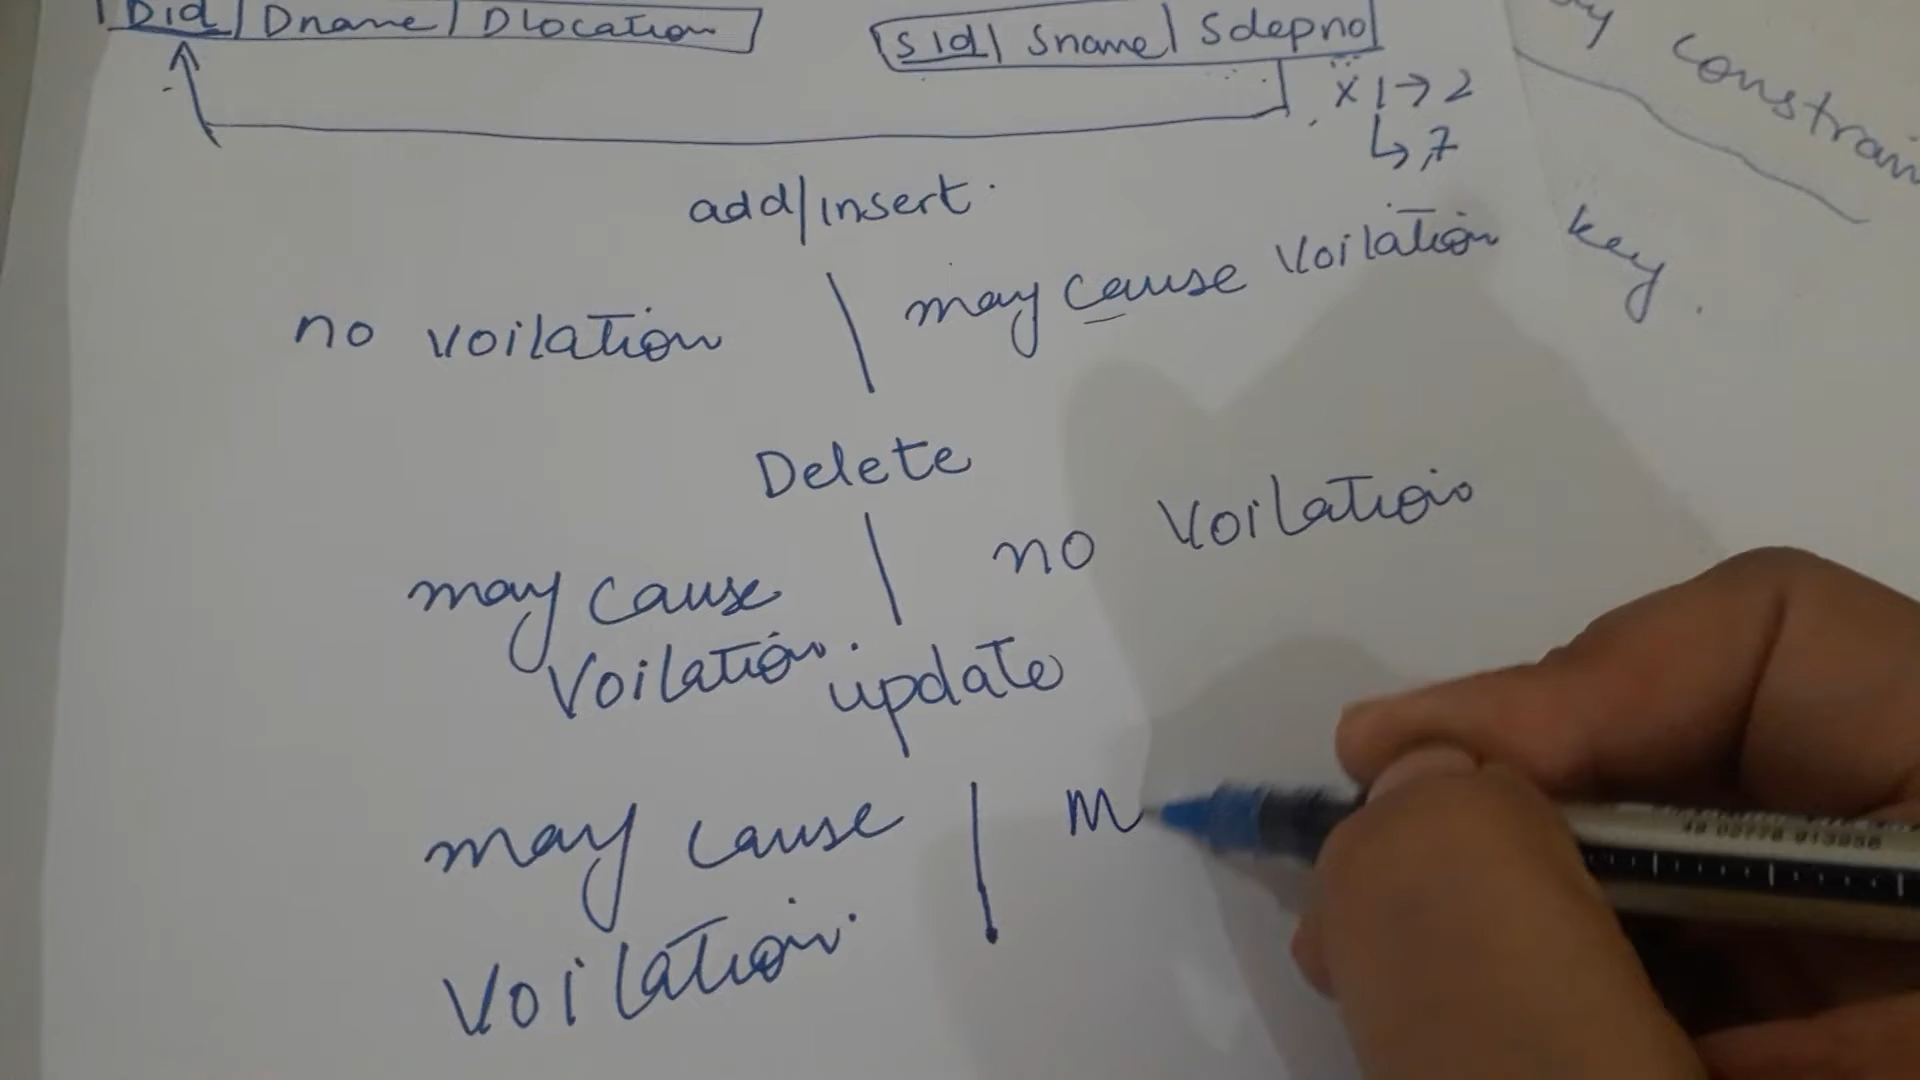 Did | Dname | Dlocation
sid | Sname | Sdepno
x 1 → 2
↳ 7
add/insert.
no voilation | may cause voilation
Delete
may cause voilation. | no voilation
update
may cause voilation. | m
constrain
key.